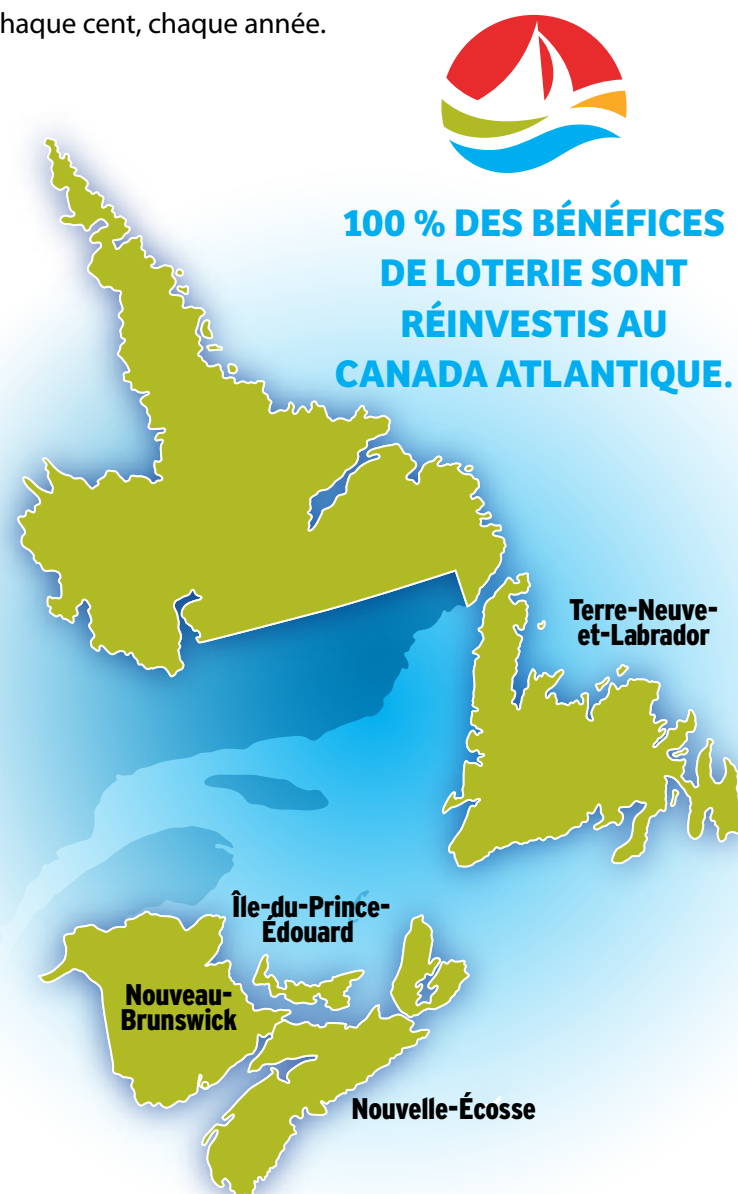 haque cent, chaque année.
100 % DES BÉNÉFICES
DE LOTERIE SONT
RÉINVESTIS AU
CANADA ATLANTIQUE.
Terre-Neuve-
et-Labrador
Île-du-Prince-
Édouard
Nouveau-
Brunswick
Nouvelle-Écosse